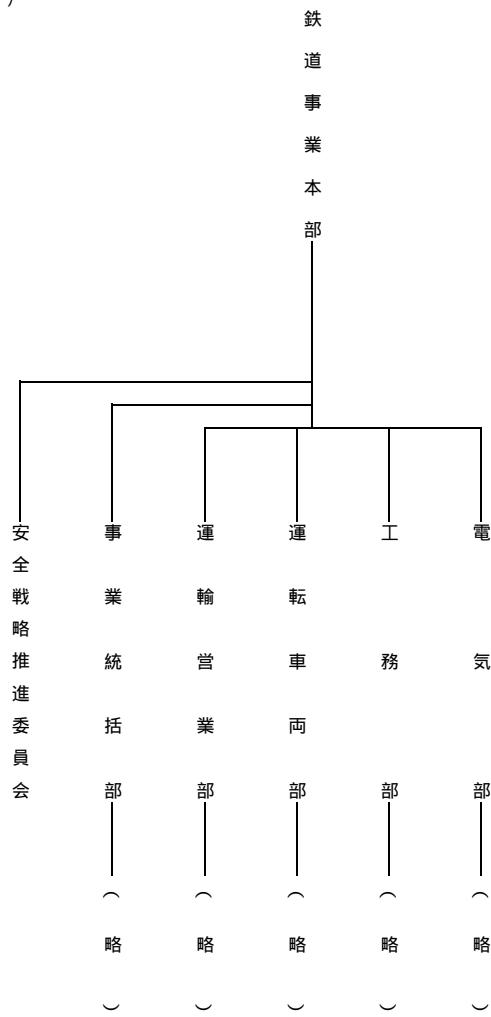 )
鉄道事業本部
安全戦略推進委員会
事業統括部
(略)
運輸営業部
(略)
運転車両部
(略)
工務部
(略)
電気部
(略)